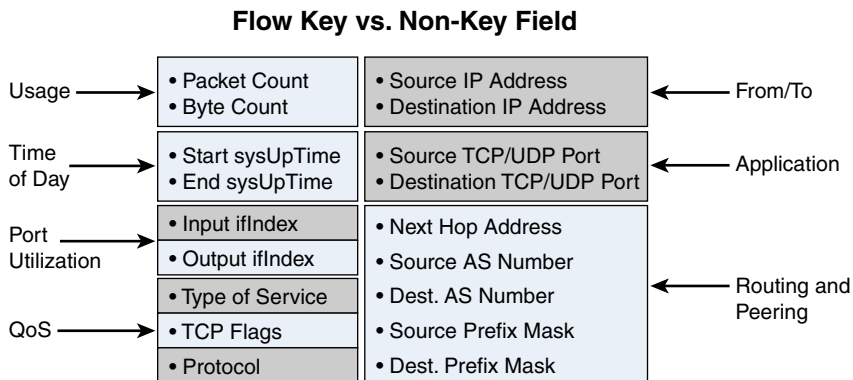 Flow Key vs. Non-Key Field
Usage
• Packet Count
• Byte Count
• Source IP Address
• Destination IP Address
From/To
Time
of Day
• Start sysUpTime
• End sysUpTime
• Source TCP/UDP Port
• Destination TCP/UDP Port
Application
Port
Utilization
• Input ifIndex
• Output ifIndex
QoS
• Type of Service
• TCP Flags
• Protocol
• Next Hop Address
• Source AS Number
• Dest. AS Number
• Source Prefix Mask
• Dest. Prefix Mask
Routing and
Peering